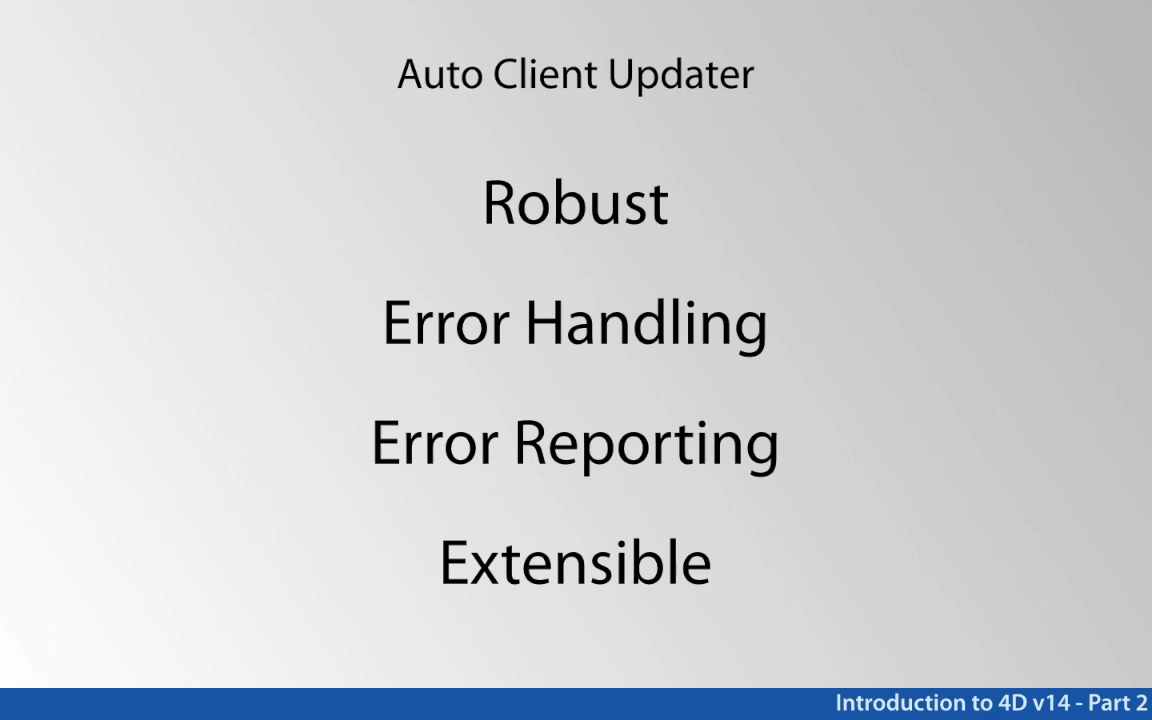 Auto Client Updater
Robust
Error Handling
Error Reporting
Extensible
Introduction to 4D v14 - Part 2